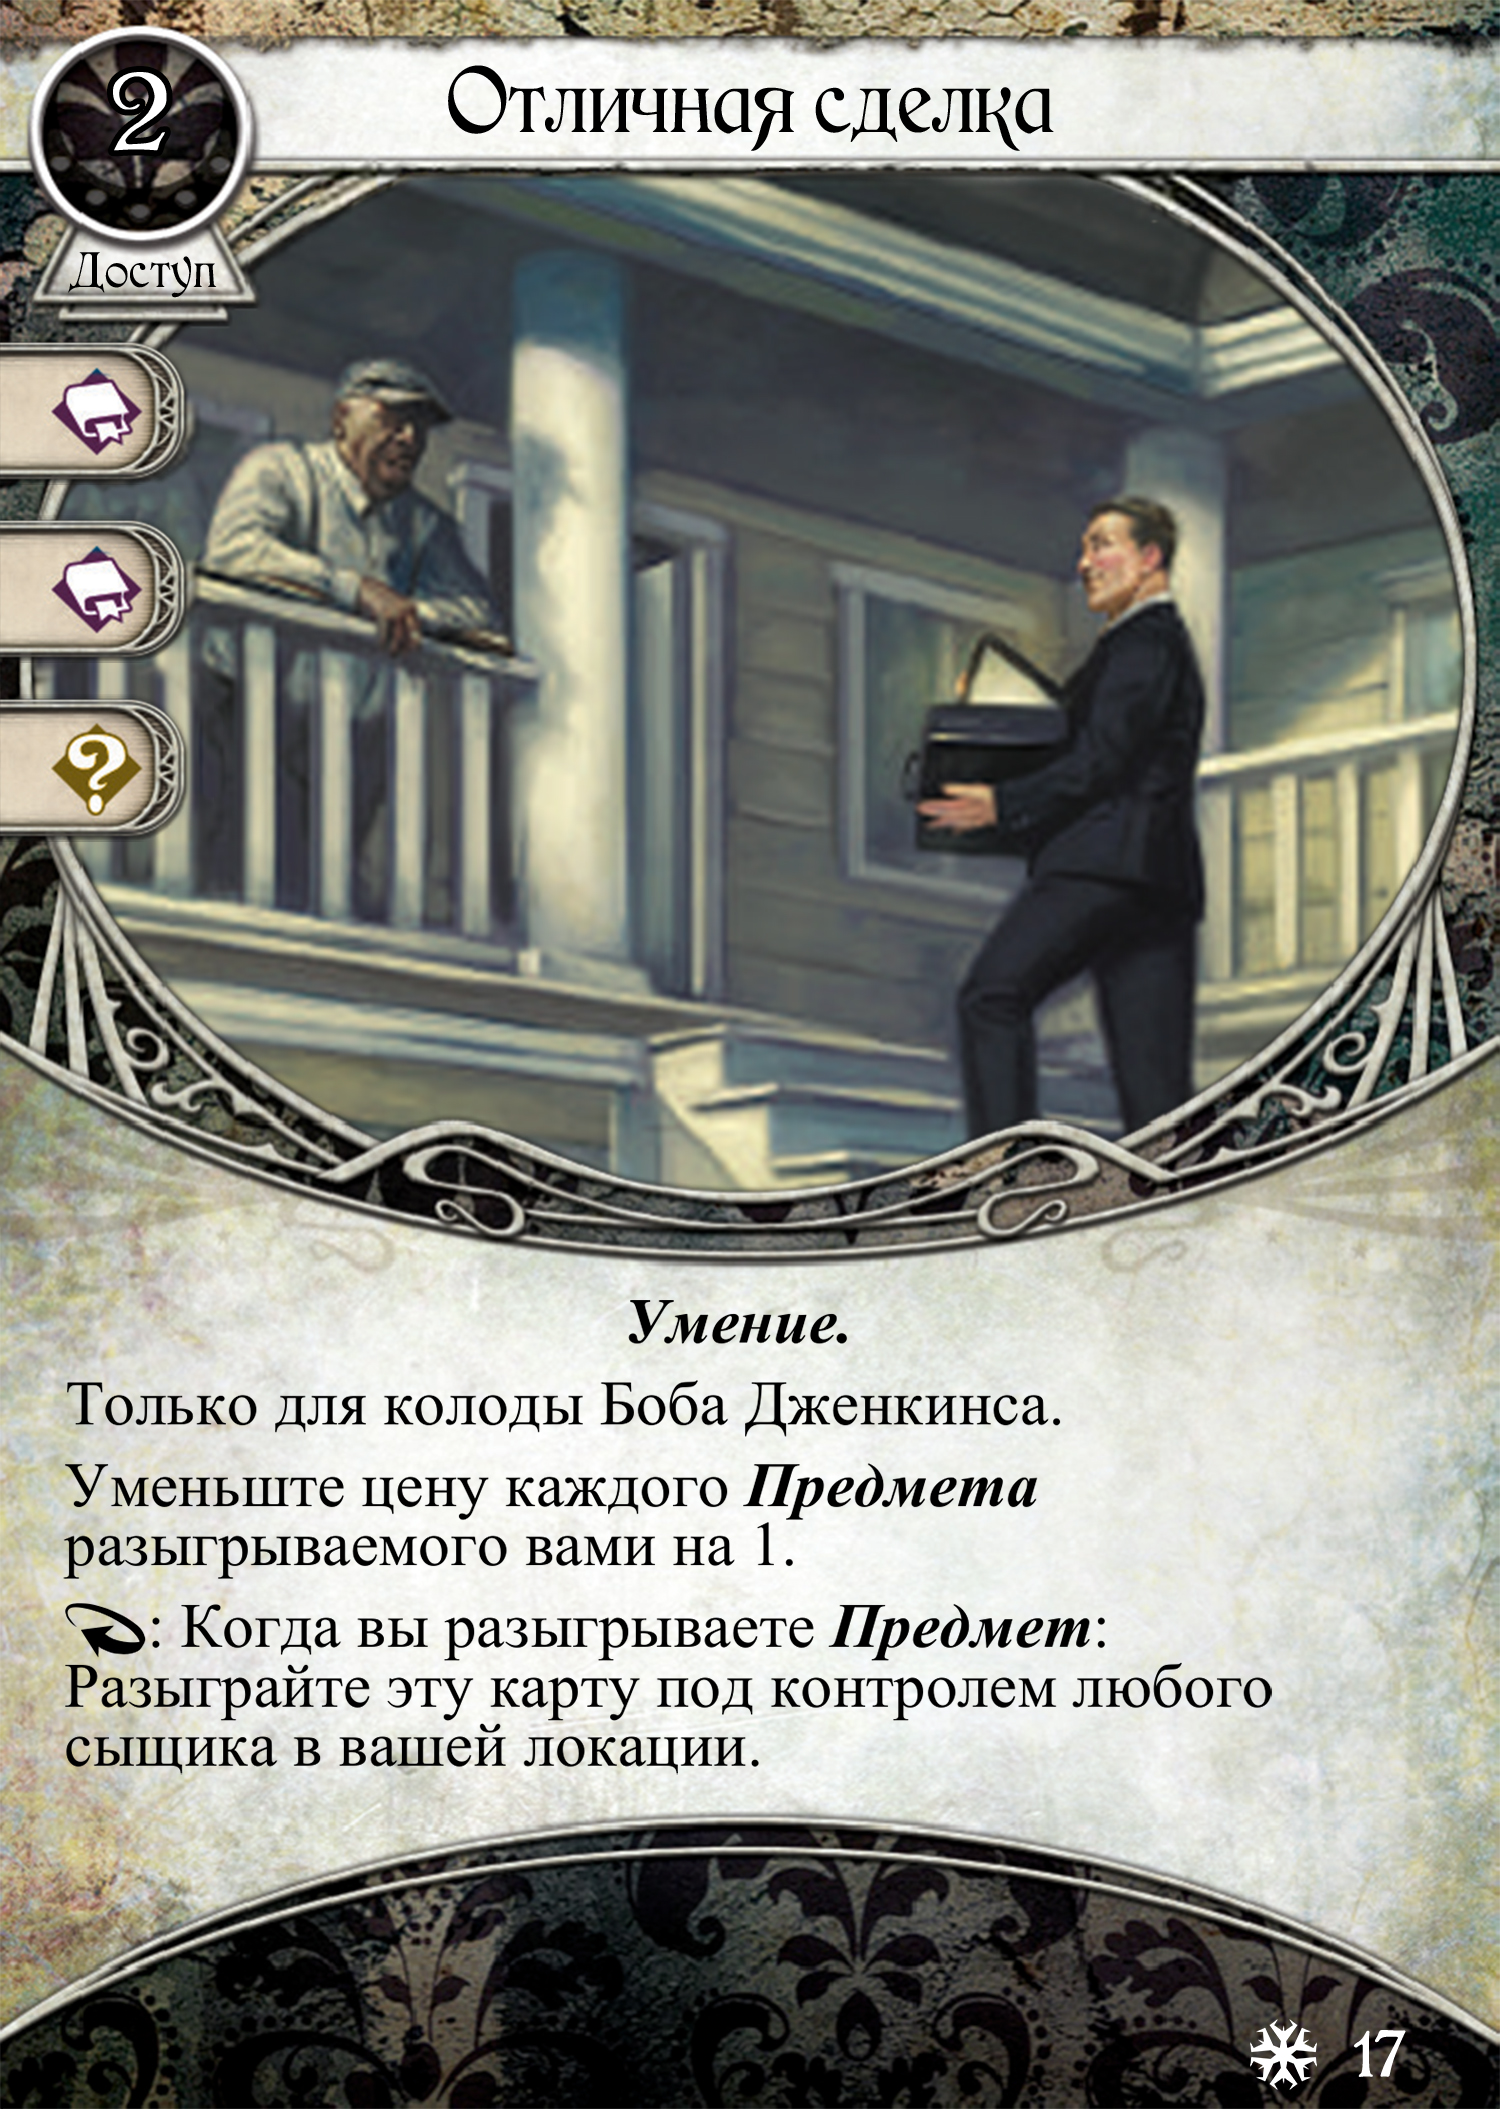 2
Отличная сделка
Доступ
Умение.
Только для колоды Боба Дженкинса.
Уменьште цену каждого Предмета
разыгрываемого вами на 1.
: Когда вы разыгрываете Предмет:
Разыграйте эту карту под контролем любого
сыщика в вашей локации.
17